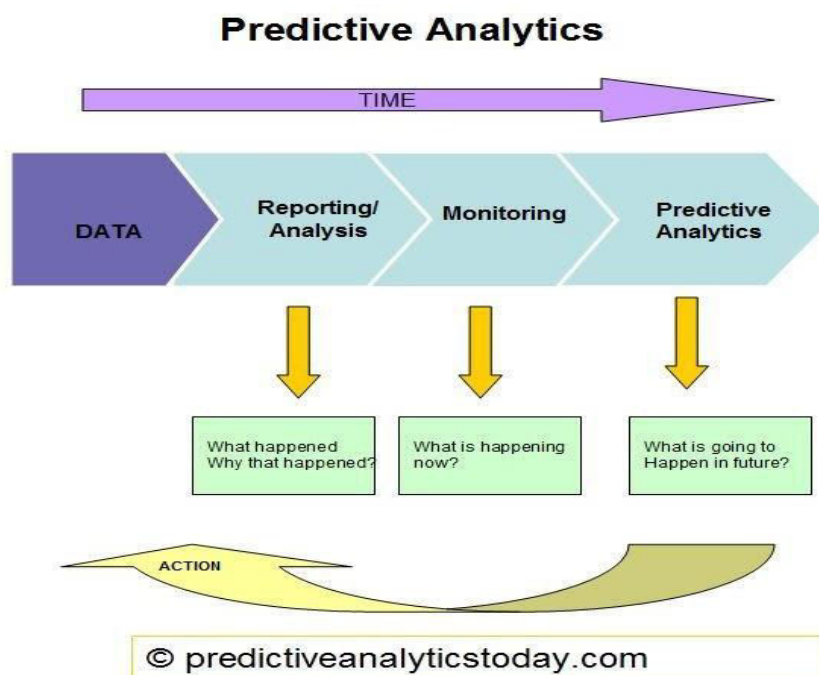 Predictive Analytics
TIME
DATA
Reporting/
Analysis
Monitoring
Predictive
Analytics
What happened
Why that happened?
What is happening
now?
What is going to
Happen in future?
ACTION
© predictiveanalyticstoday.com